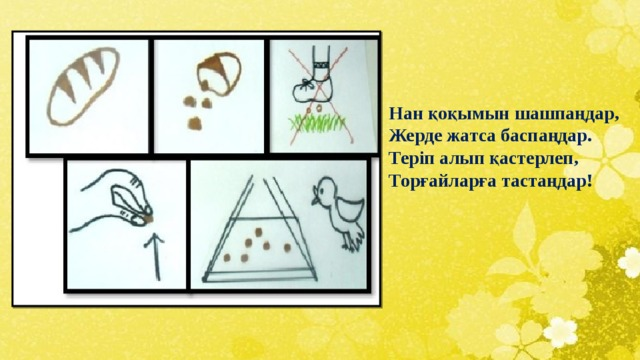 Нан қоқымын шашпаңдар,
Жерде жатса баспаңдар.
Теріп алып қастерлеп,
Торғайларға тастаңдар!